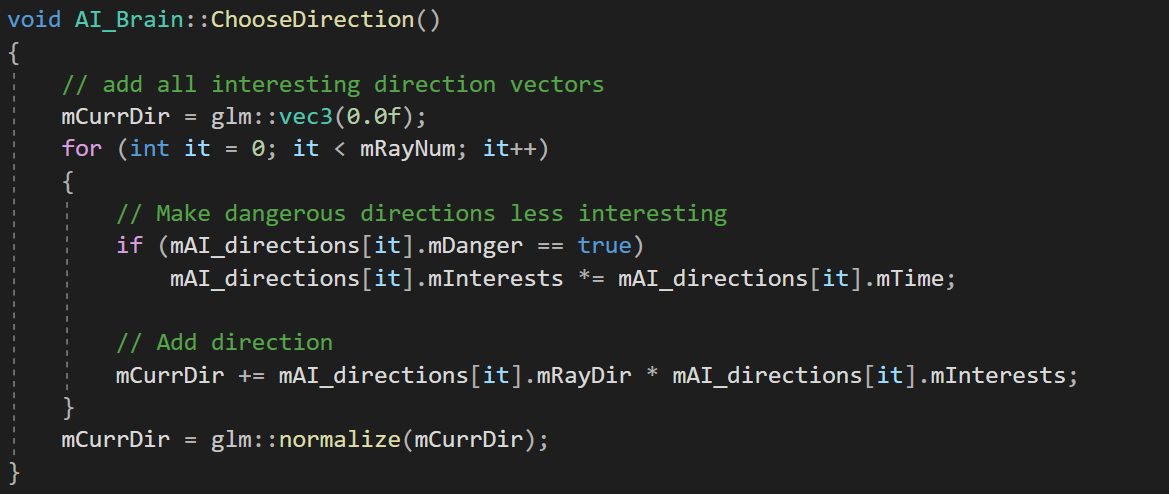 void AI_Brain::ChooseDirection()
{
    // add all interesting direction vectors
    mCurrDir = glm::vec3(0.0f);
    for (int it = 0; it < mRayNum; it++)
    {
        // Make dangerous directions less interesting
        if (mAI_directions[it].mDanger == true)
            mAI_directions[it].mInterests *= mAI_directions[it].mTime;

        // Add direction
        mCurrDir += mAI_directions[it].mRayDir * mAI_directions[it].mInterests;
    }
    mCurrDir = glm::normalize(mCurrDir);
}